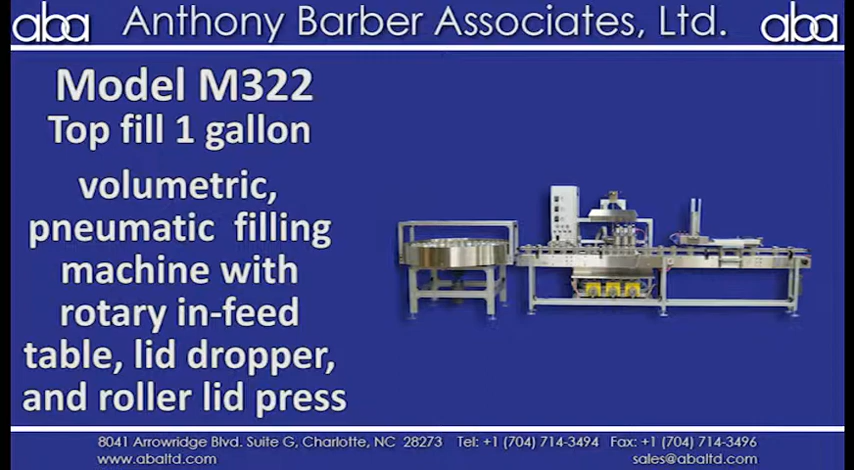 aba Anthony Barber Associates, Ltd. aba
Model M322
Top fill 1 gallon
volumetric,
pneumatic filling
machine with
rotary in-feed
table, lid dropper,
and roller lid press
8041 Arrowridge Blvd. Suite G, Charlotte, NC 28273 Tel: +1 (704) 714-3494 Fax: +1 (704) 714-3496
www.abaltd.com sales@abaltd.com